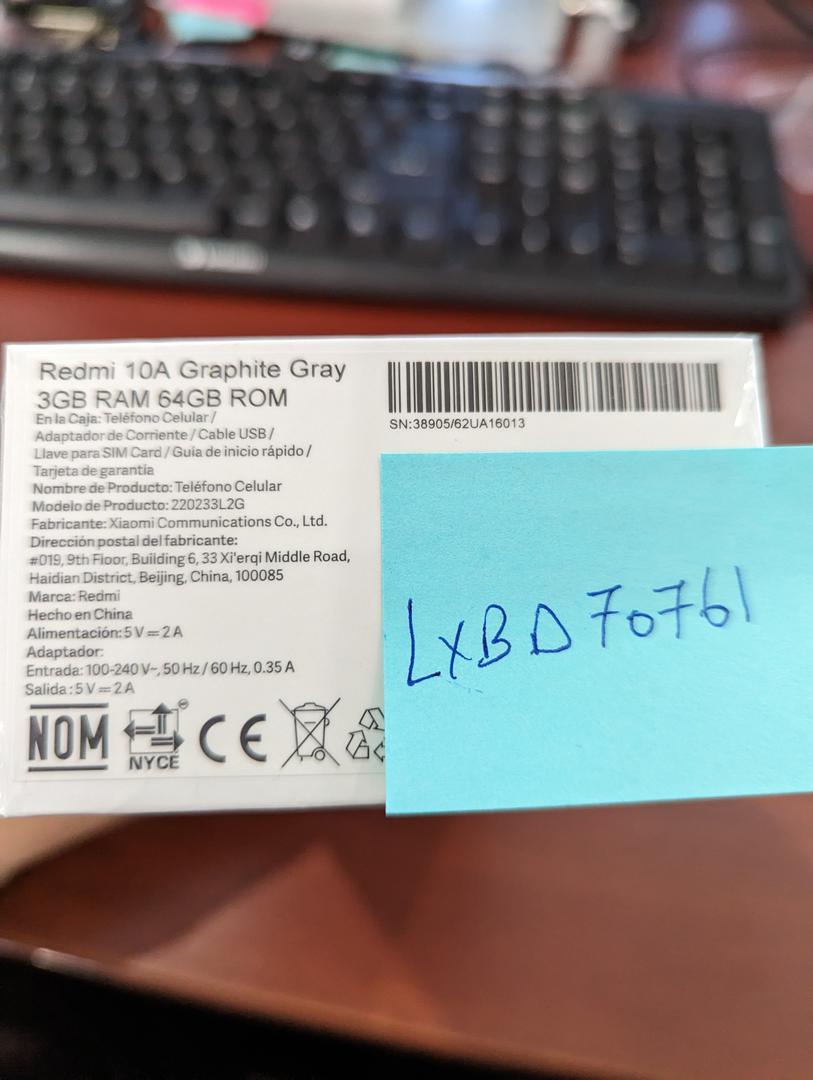 Redmi 10A Graphite Gray
3GB RAM 64GB ROM
En la Caja: Teléfono Celular /
Adaptador de Corriente / Cable USB /
Llave para SIM Card / Guía de inicio rápido /
Tarjeta de garantía
Nombre de Producto: Teléfono Celular
Modelo de Producto: 220233L2G
Fabricante: Xiaomi Communications Co., Ltd.
Dirección postal del fabricante:
#019, 9th Floor, Building 6, 33 Xi'erqi Middle Road,
Haidian District, Beijing, China, 100085
Marca: Redmi
Hecho en China
Alimentación: 5 V⎓2 A
Adaptador:
Entrada: 100-240 V~, 50 Hz / 60 Hz, 0.35 A
Salida : 5 V⎓2 A
NOM
NYCE
CE
SN:38905/62UA16013
LXBD70761